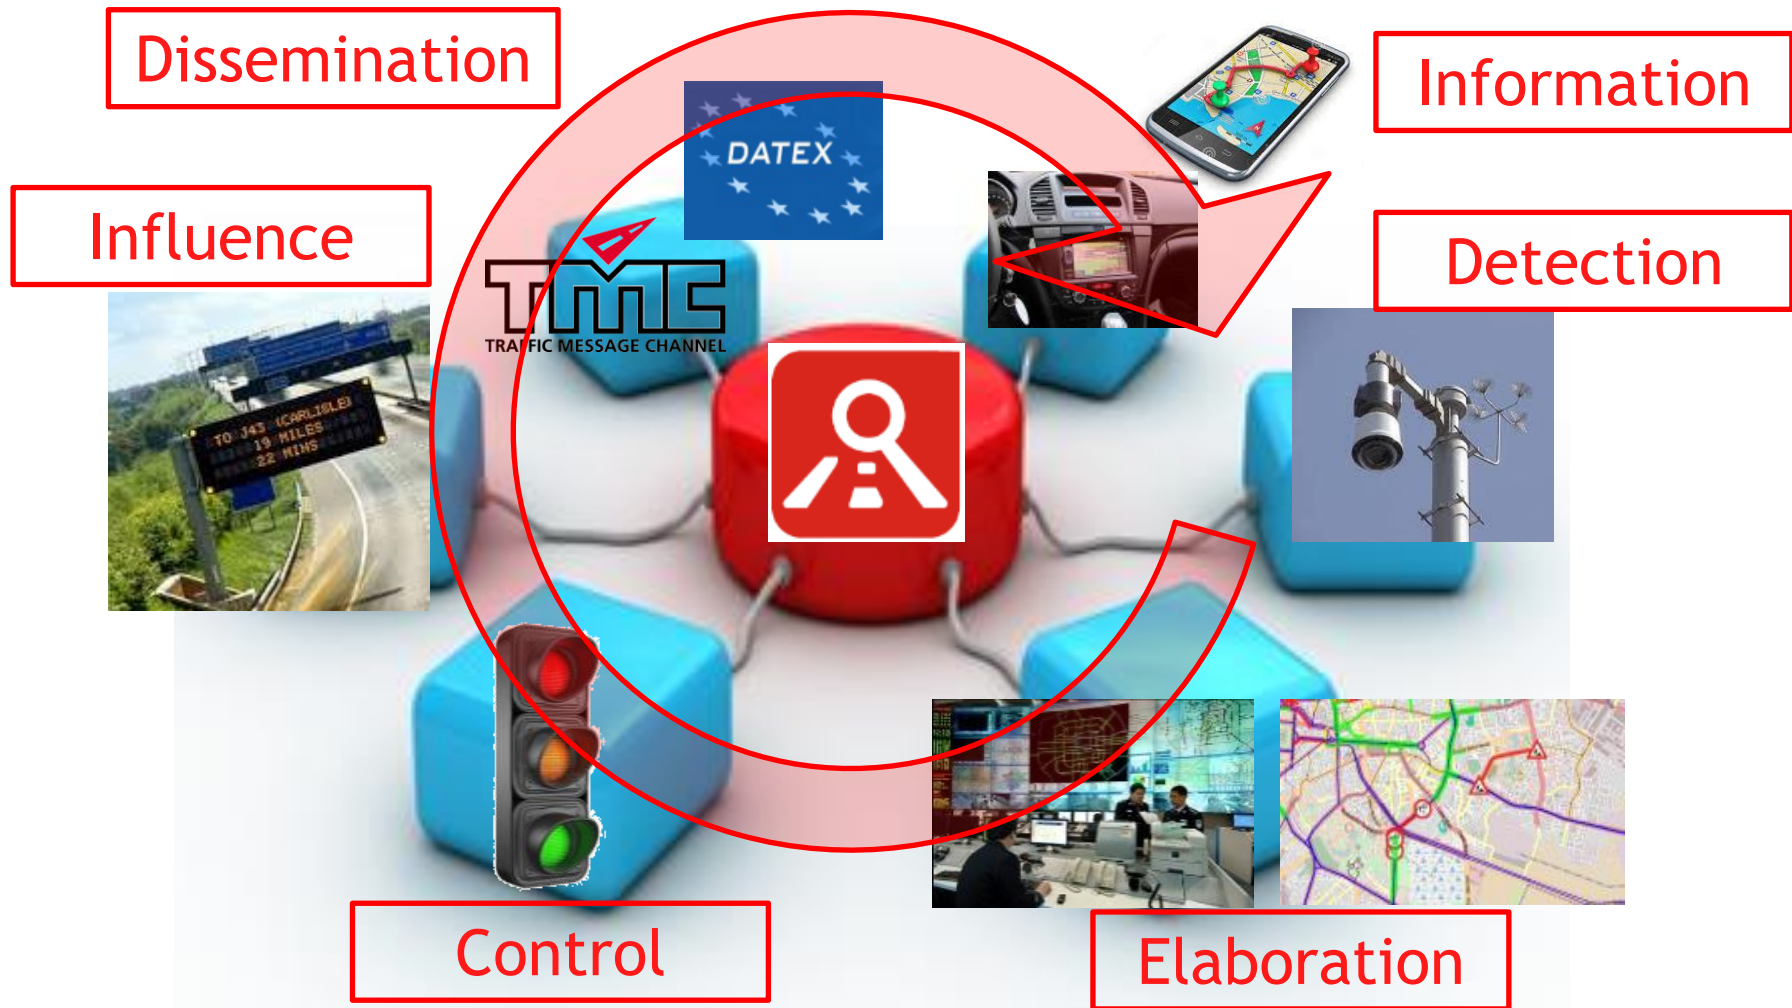 Dissemination
Information
DATEX
Influence
Detection
TMC
TRAFFIC MESSAGE CHANNEL
TO J43 (CARLISLE)
19 MILES
22 MINS
Control
Elaboration